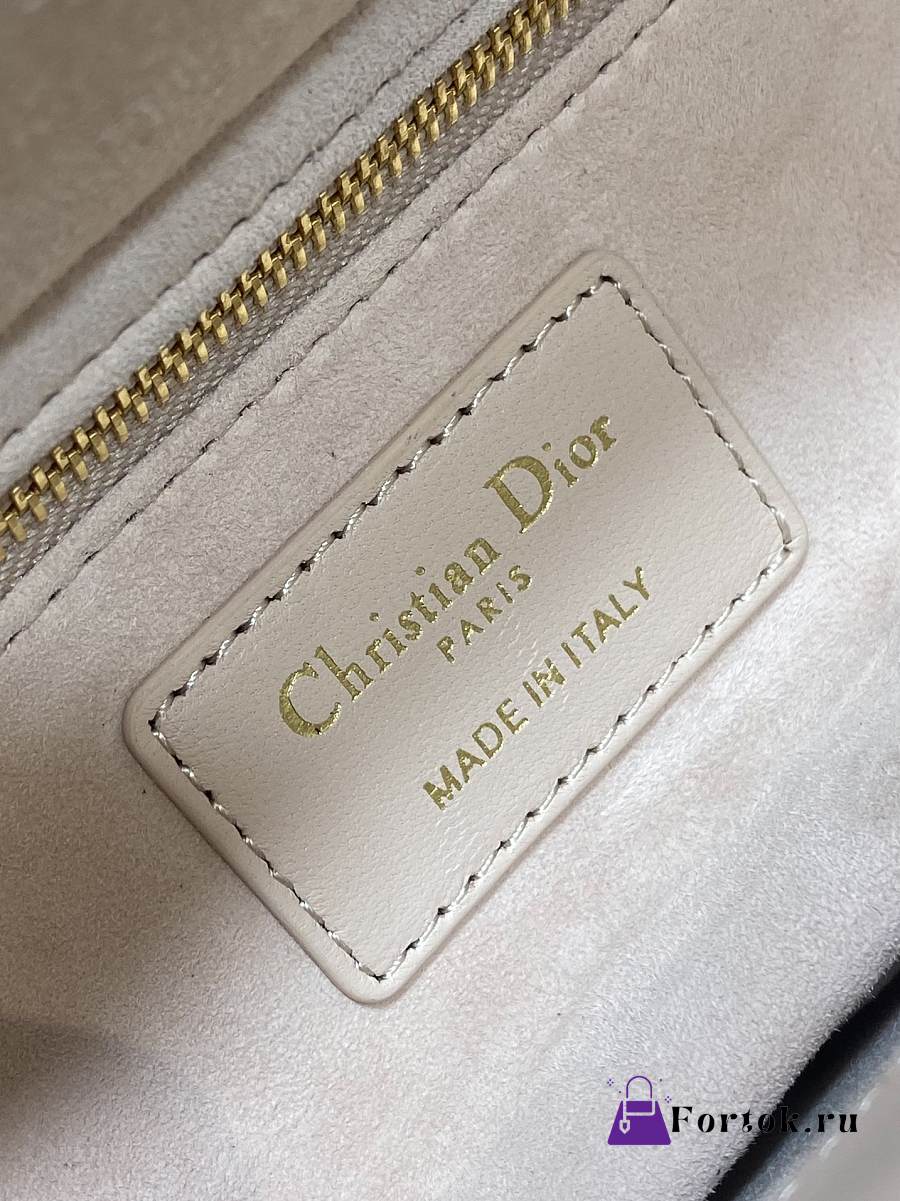 Christian Dior
PARIS
MADE IN ITALY
Fortok.ru